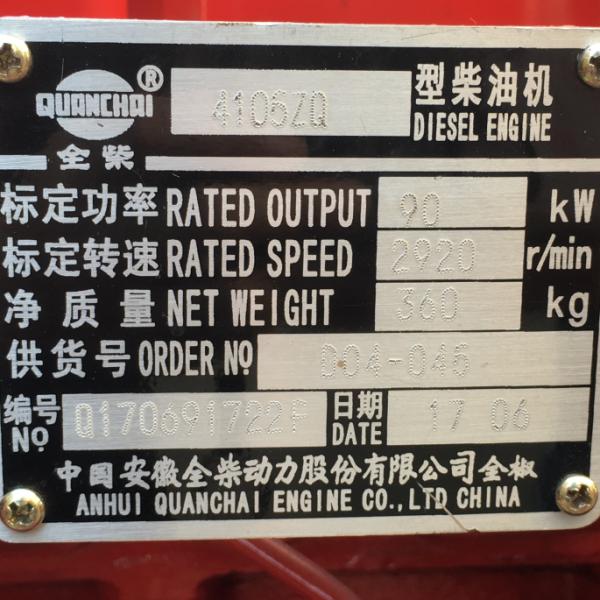 QUANCHAI ® 4105ZQ 型柴油机
全柴 DIESEL ENGINE
标定功率 RATED OUTPUT 90 kW
标定转速 RATED SPEED 2920 r/min
净质量 NET WEIGHT 360 kg
供货号 ORDER NO D04-045
编号 NO. Q170691722F 日期 DATE 17 06
中国安徽全柴动力股份有限公司全椒
ANHUI QUANCHAI ENGINE CO.,LTD CHINA